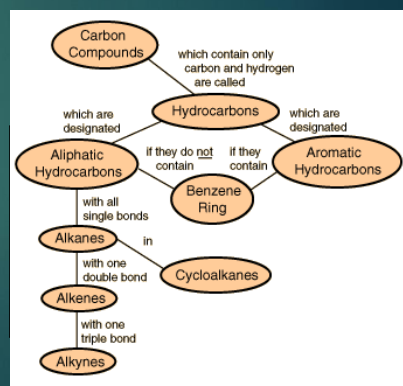 Carbon
Compounds
which contain only
carbon and hydrogen
are called
Hydrocarbons
which are
designated
which are
designated
Aliphatic
Hydrocarbons
if they do not
contain
if they
contain
Aromatic
Hydrocarbons
Benzene
Ring
with all
single bonds
Alkanes
in
Cycloalkanes
with one
double bond
Alkenes
with one
triple bond
Alkynes